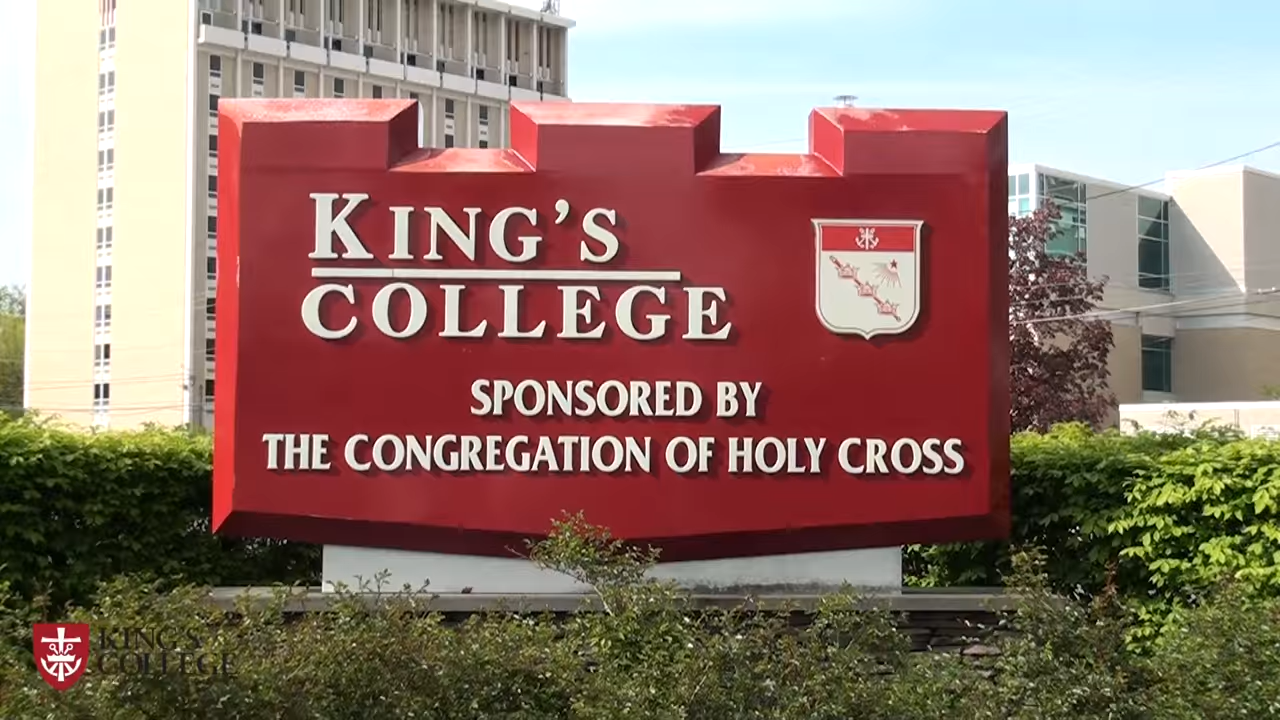 KING'S
COLLEGE
SPONSORED BY
THE CONGREGATION OF HOLY CROSS
KING'S
COLLEGE